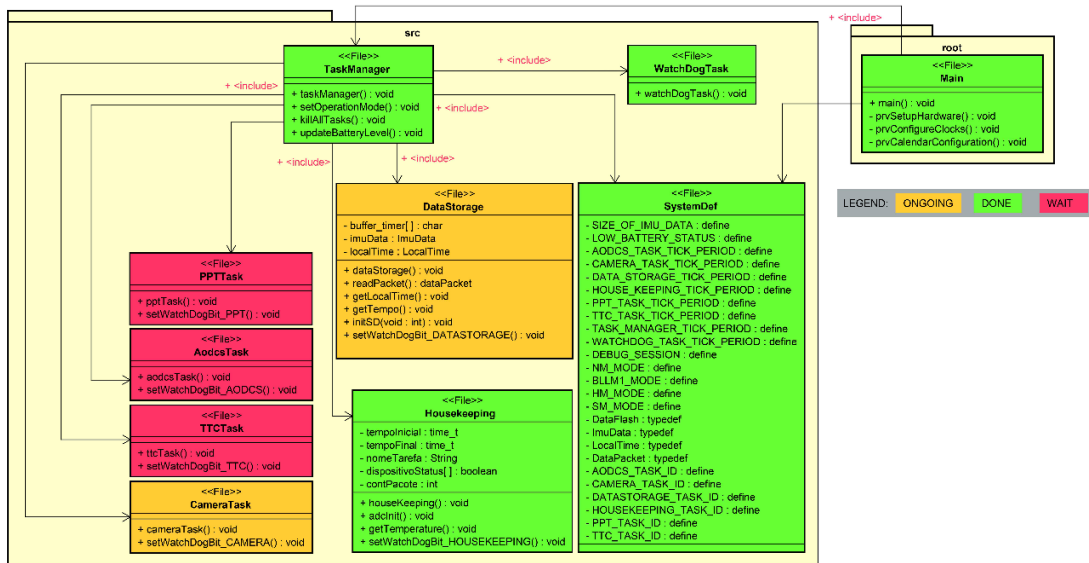 + <include>
src
root
<<File>>
TaskManager
+ taskManager() : void
+ setOperationMode() : void
+ killAllTasks() : void
+ updateBatteryLevel() : void
+ <include>
<<File>>
WatchDogTask
+ watchDogTask() : void
<<File>>
Main
+ main() : void
- prvSetupHardware() : void
- prvConfigureClocks() : void
- prvCalendarConfiguration() : void
+ <include>
+ <include>
+ <include>
+ <include>
+ <include>
+ <include>
+ <include>
<<File>>
DataStorage
- buffer_timer[ ] : char
- imuData : ImuData
- localTime : LocalTime
+ dataStorage() : void
+ readPacket() : dataPacket
+ getLocalTime() : void
+ getTempo() : void
+ initSD(void : int) : void
+ setWatchDogBit_DATASTORAGE() : void
<<File>>
SystemDef
- SIZE_OF_IMU_DATA : define
- LOW_BATTERY_STATUS : define
- AODCS_TASK_TICK_PERIOD : define
- CAMERA_TASK_TICK_PERIOD : define
- DATA_STORAGE_TICK_PERIOD : define
- HOUSE_KEEPING_TICK_PERIOD : define
- PPT_TASK_TICK_PERIOD : define
- TTC_TASK_TICK_PERIOD : define
- TASK_MANAGER_TICK_PERIOD : define
- WATCHDOG_TASK_TICK_PERIOD : define
- DEBUG_SESSION : define
- NM_MODE : define
- BLLM1_MODE : define
- HM_MODE : define
- SM_MODE : define
- DataFlash : typedef
- ImuData : typedef
- LocalTime : typedef
- DataPacket : typedef
- AODCS_TASK_ID : define
- CAMERA_TASK_ID : define
- DATASTORAGE_TASK_ID : define
- HOUSEKEEPING_TASK_ID : define
- PPT_TASK_ID : define
- TTC_TASK_ID : define
LEGEND: ONGOING DONE WAIT
<<File>>
PPTTask
+ pptTask() : void
+ setWatchDogBit_PPT() : void
<<File>>
AodcsTask
+ aodcsTask() : void
+ setWatchDogBit_AODCS() : void
<<File>>
TTCTask
+ ttcTask() : void
+ setWatchDogBit_TTC() : void
<<File>>
CameraTask
+ cameraTask() : void
+ setWatchDogBit_CAMERA() : void
<<File>>
Housekeeping
- tempoInicial : time_t
- tempoFinal : time_t
- nomeTarefa : String
- dispositivoStatus[ ] : boolean
- contPacote : int
+ houseKeeping() : void
+ adcInit() : void
+ getTemperature() : void
+ setWatchDogBit_HOUSEKEEPING() : void